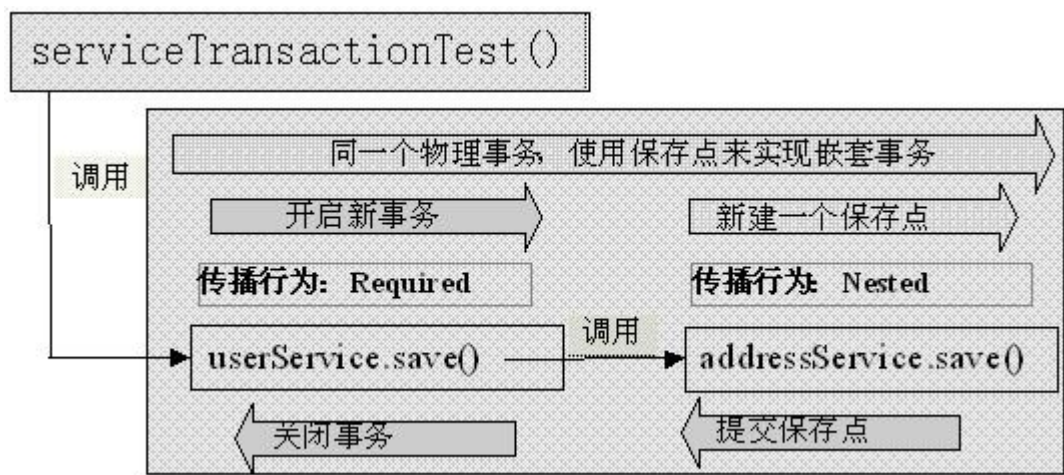 serviceTransactionTest()
调用
同一个物理事务,使用保存点来实现嵌套事务
开启新事务
新建一个保存点
传播行为:Required
传播行为:Nested
调用
userService.save()
addressService.save()
关闭事务
提交保存点